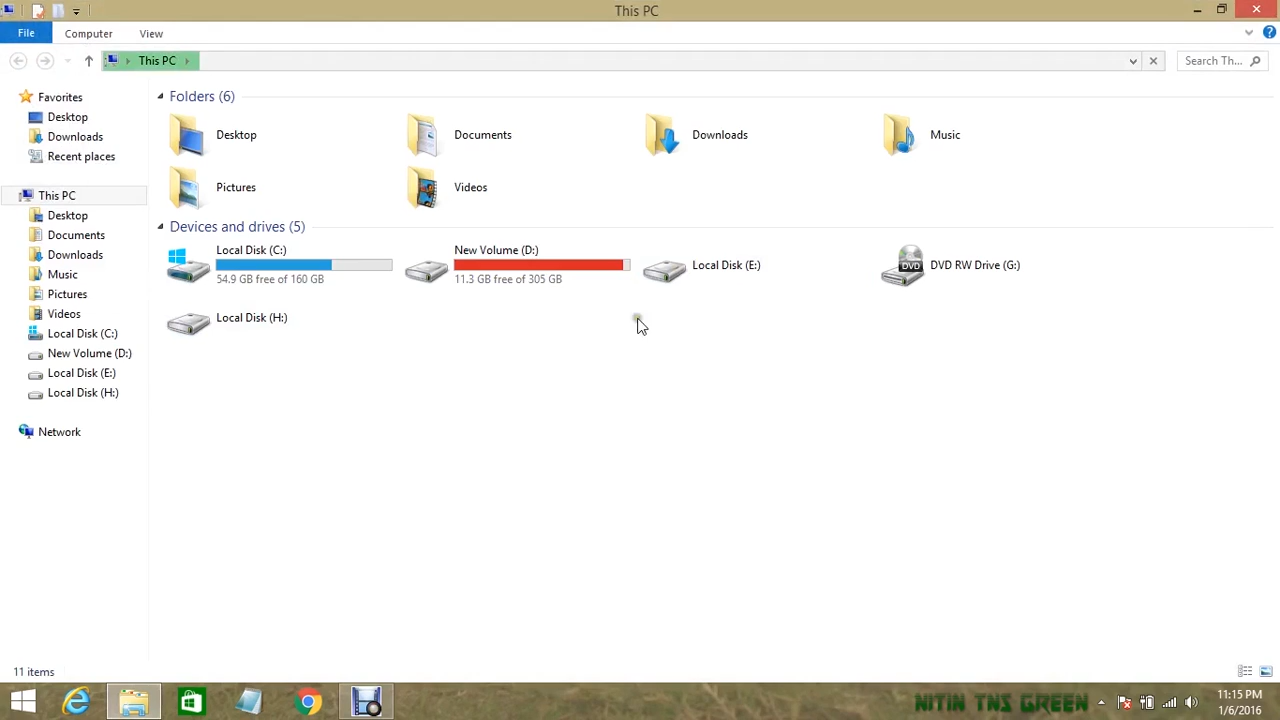 This PC
File
Computer
View
This PC
Search Th...
Favorites
Desktop
Downloads
Recent places
This PC
Desktop
Documents
Downloads
Music
Pictures
Videos
Local Disk (C:)
New Volume (D:)
Local Disk (E:)
Local Disk (H:)
Network
Folders (6)
Desktop
Documents
Downloads
Music
Pictures
Videos
Devices and drives (5)
Local Disk (C:)
54.9 GB free of 160 GB
New Volume (D:)
11.3 GB free of 305 GB
Local Disk (E:)
DVD
DVD RW Drive (G:)
Local Disk (H:)
11 items
NITIN TNS GREEN
11:15 PM
1/6/2016